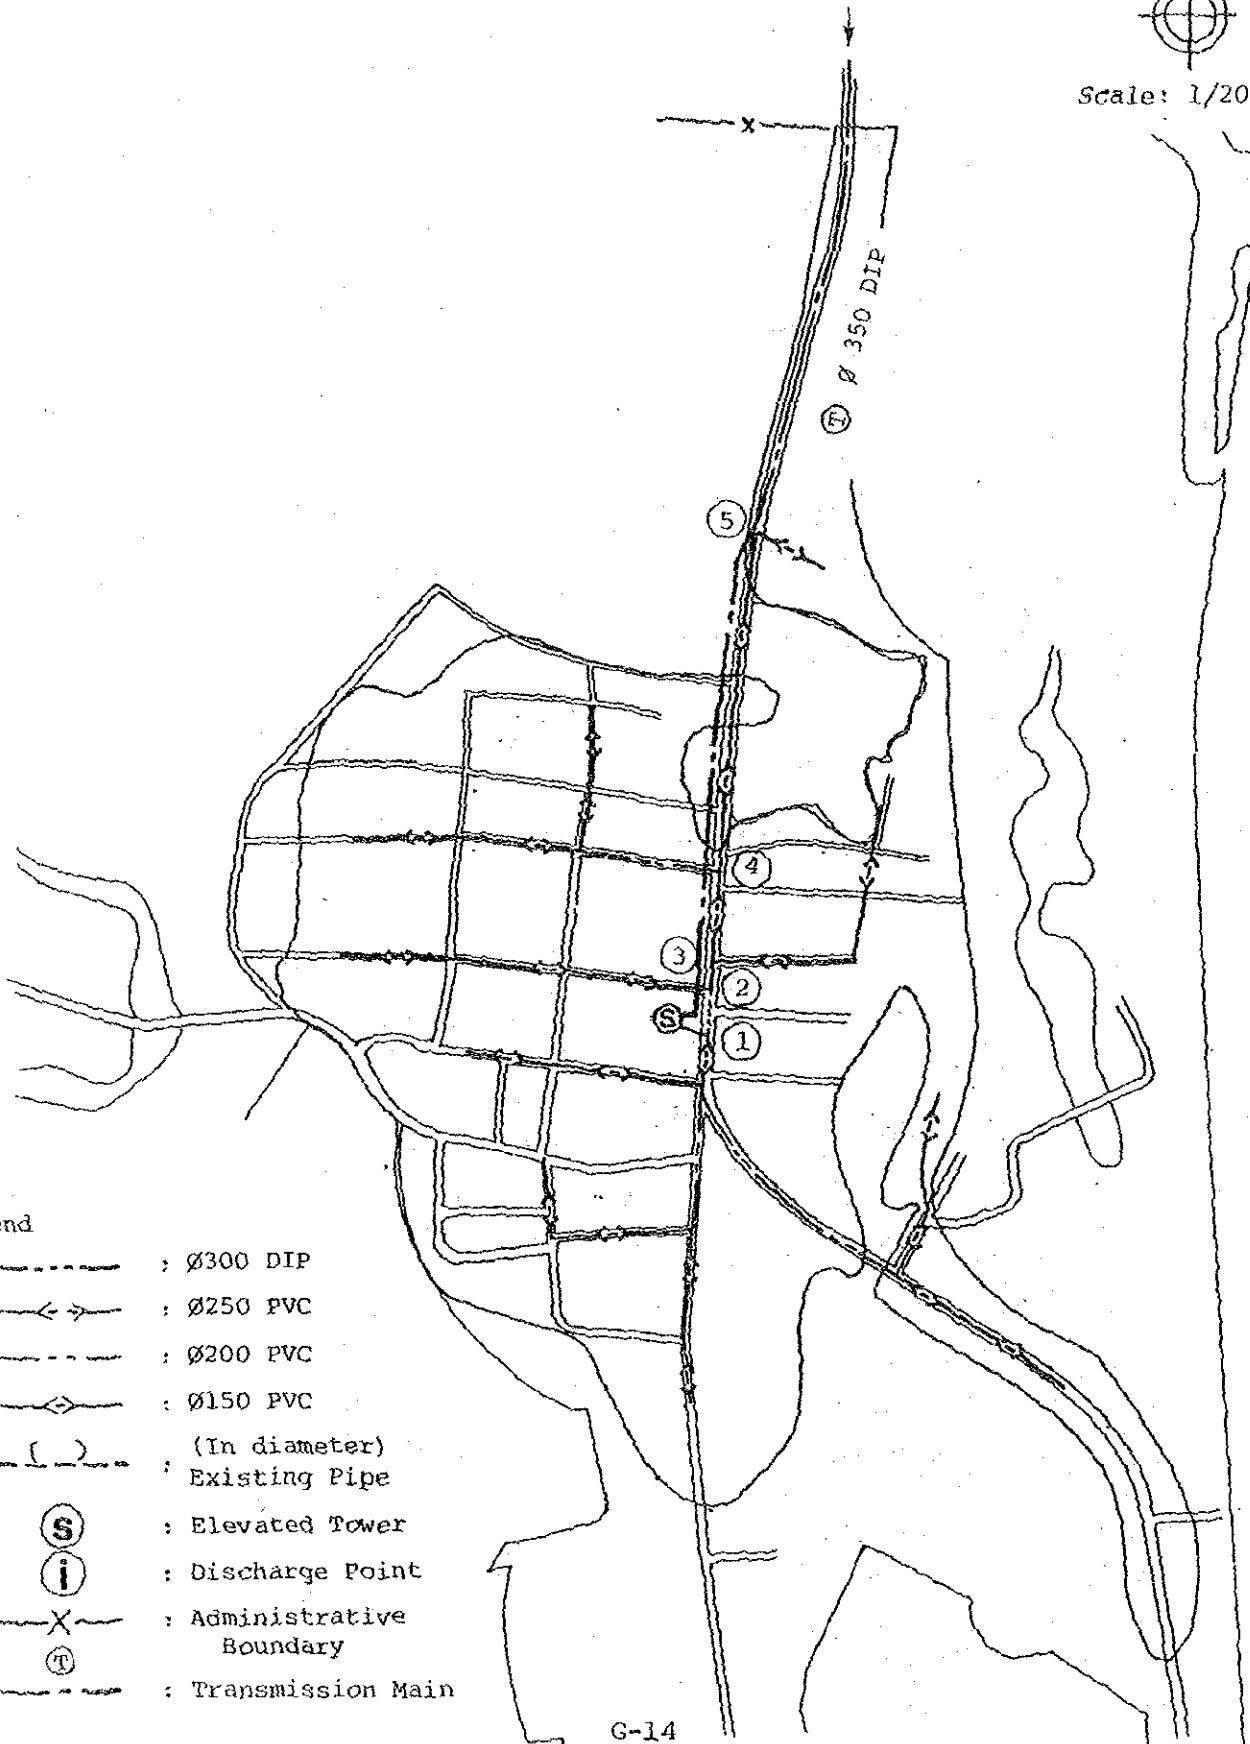 Scale: 1/20
x
Ⓣ Ø 350 DIP
5
4
3
2
S
1
end
: Ø300 DIP
: Ø250 PVC
: Ø200 PVC
: Ø150 PVC
( ) : (In diameter)
Existing Pipe
S : Elevated Tower
i : Discharge Point
X : Administrative
Boundary
Ⓣ
: Transmission Main
G-14